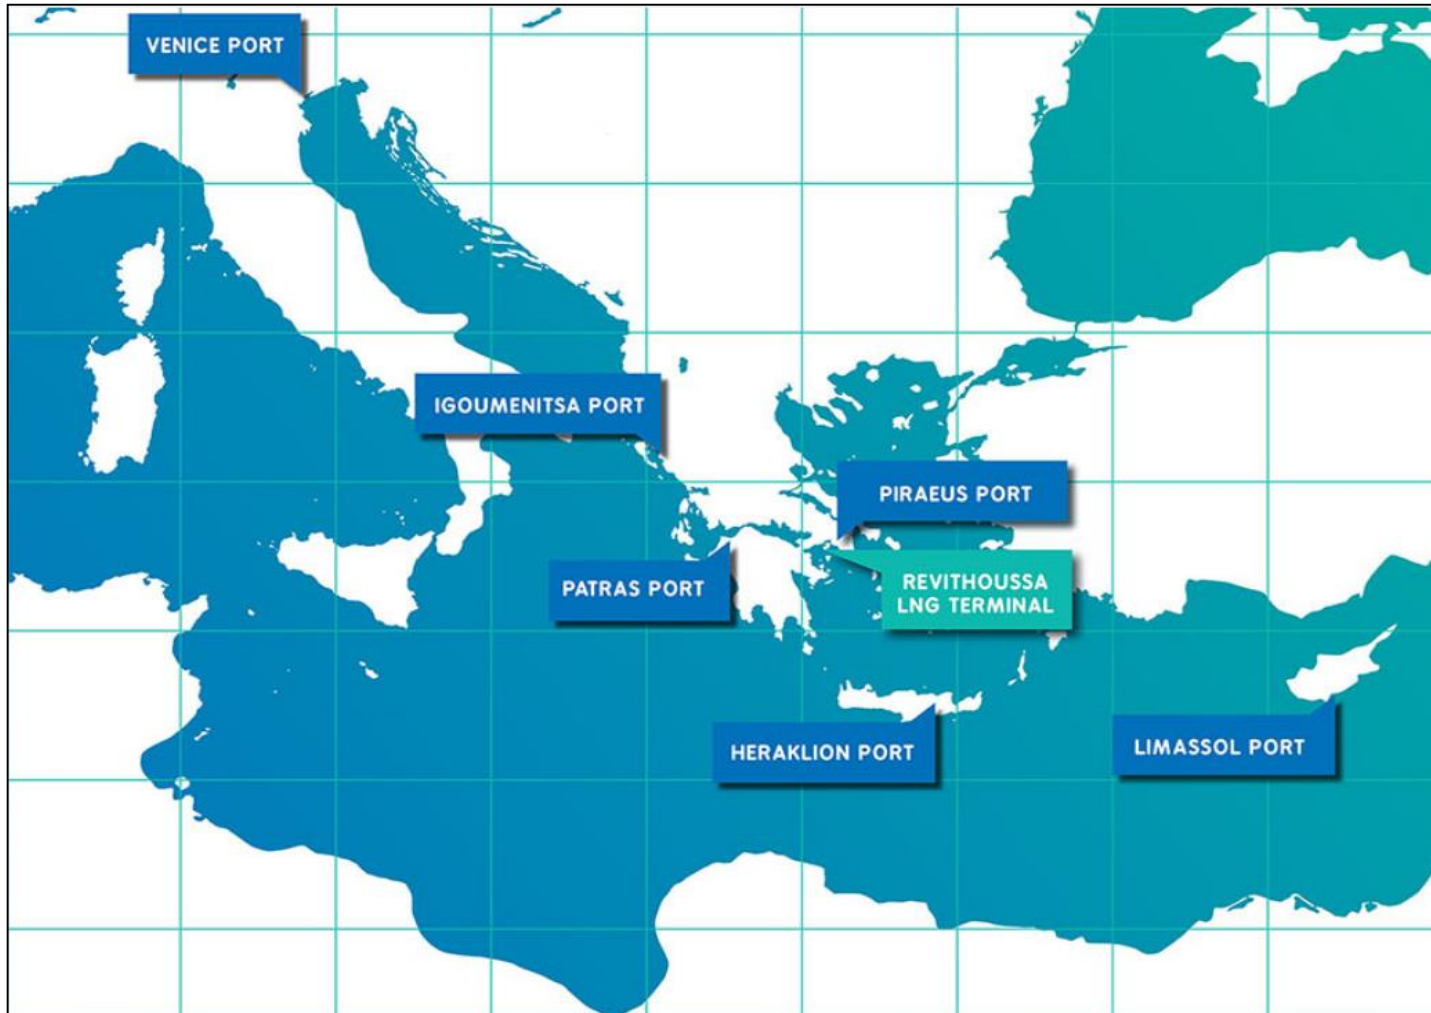 VENICE PORT
IGOUMENITSA PORT
PIRAEUS PORT
PATRAS PORT
REVITHOUSSA
LNG TERMINAL
HERAKLION PORT
LIMASSOL PORT